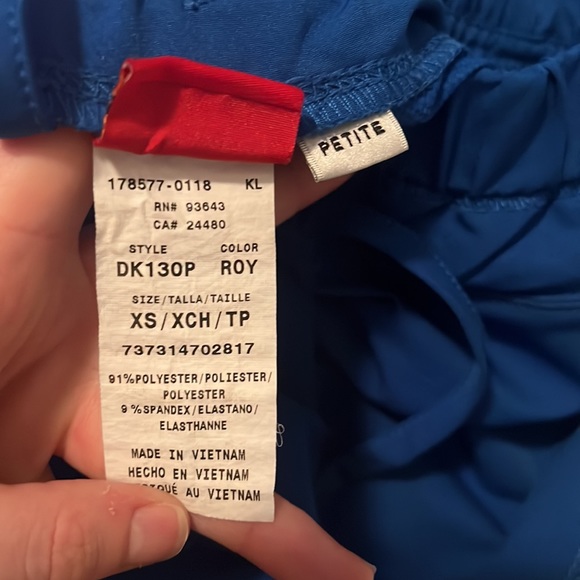 PETITE
178577-0118 KL
RN# 93643
CA# 24480
STYLE COLOR
DK130P ROY
SIZE/TALLA/TAILLE
XS/XCH/TP
737314702817
91%POLYESTER/POLIESTER/
POLYESTER
9%SPANDEX/ELASTANO/
ELASTHANNE
MADE IN VIETNAM
HECHO EN VIETNAM
AU VIETNAM